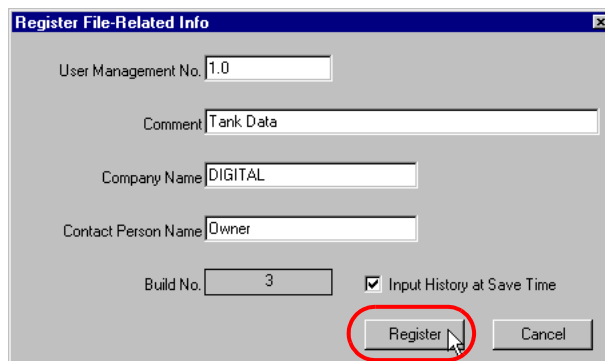 Register File-Related Info
User Management No. 1.0
Comment Tank Data
Company Name DIGITAL
Contact Person Name Owner
Build No. 3 Input History at Save Time
Register Cancel